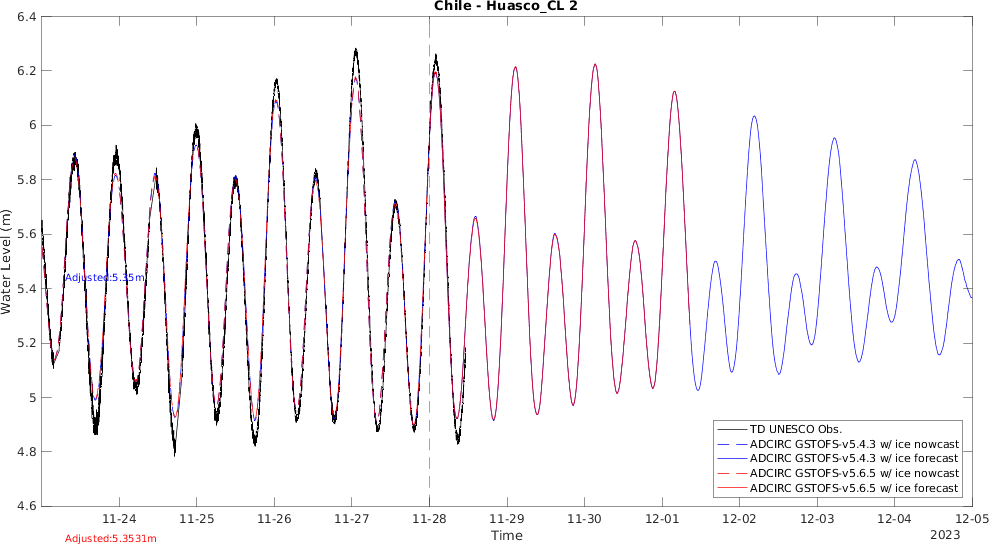 Chile - Huasco_CL 2
6.4
6.2
6
5.8
5.6
5.4
5.2
5
4.8
4.6
Water Level (m)
Adjusted:5.35m
TD UNESCO Obs.
ADCIRC GSTOFS-v5.4.3 w/ ice nowcast
ADCIRC GSTOFS-v5.4.3 w/ ice forecast
ADCIRC GSTOFS-v5.6.5 w/ ice nowcast
ADCIRC GSTOFS-v5.6.5 w/ ice forecast
11-24 11-25 11-26 11-27 11-28 11-29 11-30 12-01 12-02 12-03 12-04 12-05
Time
2023
Adjusted:5.3531m